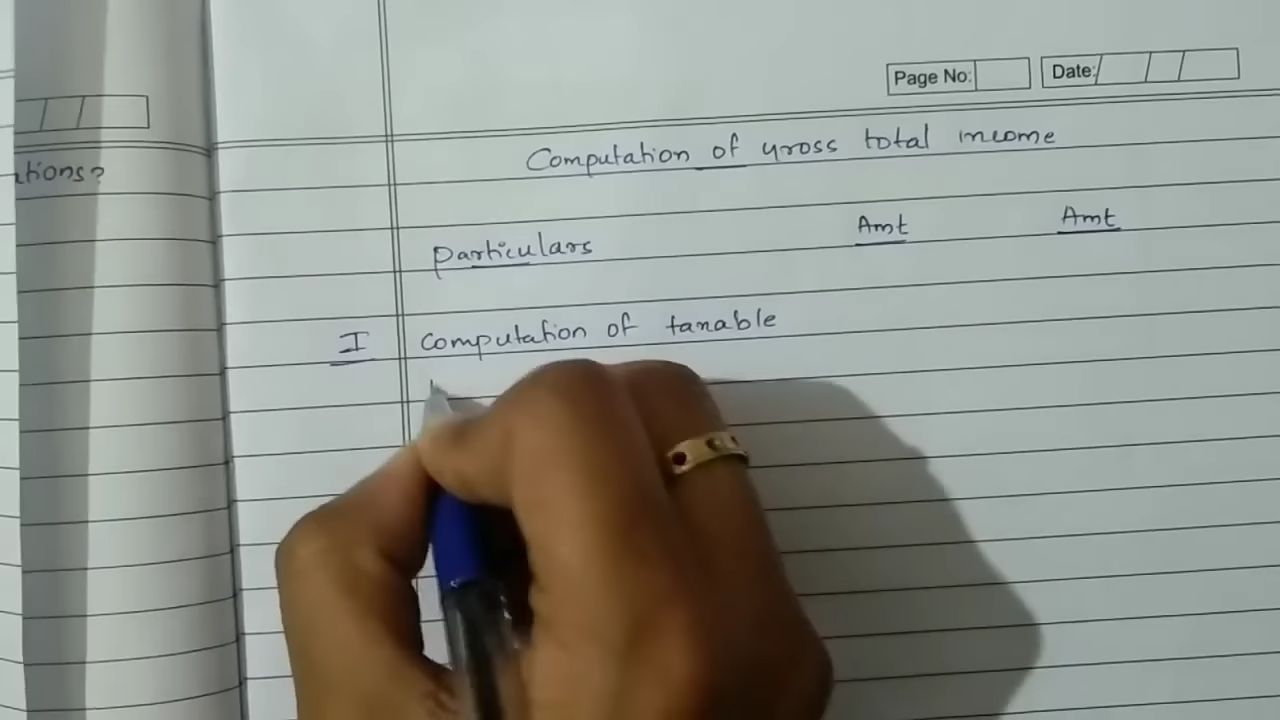 Page No: Date:
ations?
Computation of gross total income
Particulars Amt Amt
I Computation of taxable